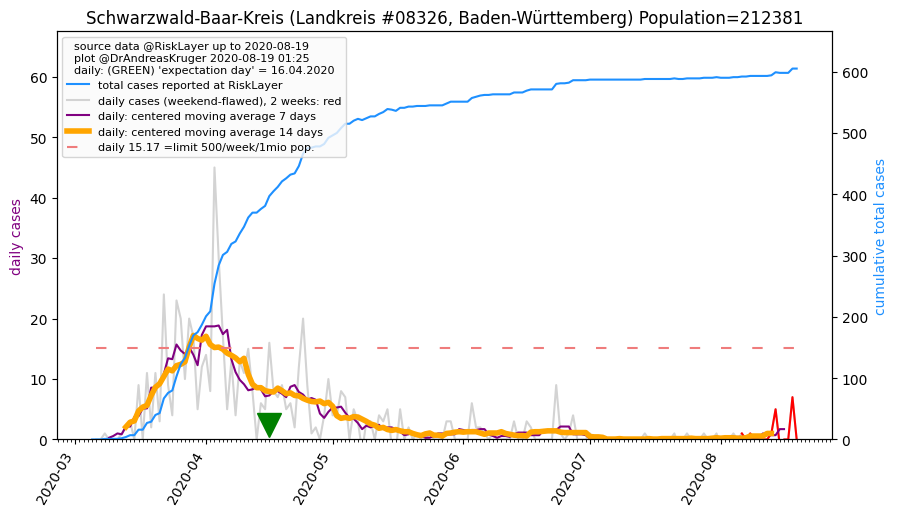 Schwarzwald-Baar-Kreis (Landkreis #08326, Baden-Württemberg) Population=212381
source data @RiskLayer up to 2020-08-19
plot @DrAndreasKruger 2020-08-19 01:25
daily: (GREEN) 'expectation day' = 16.04.2020
total cases reported at RiskLayer
daily cases (weekend-flawed), 2 weeks: red
daily: centered moving average 7 days
daily: centered moving average 14 days
daily 15.17 =limit 500/week/1mio pop.
daily cases
60
50
40
30
20
10
0
600
500
400
300
200
100
0
cumulative total cases
2020-03
2020-04
2020-05
2020-06
2020-07
2020-08